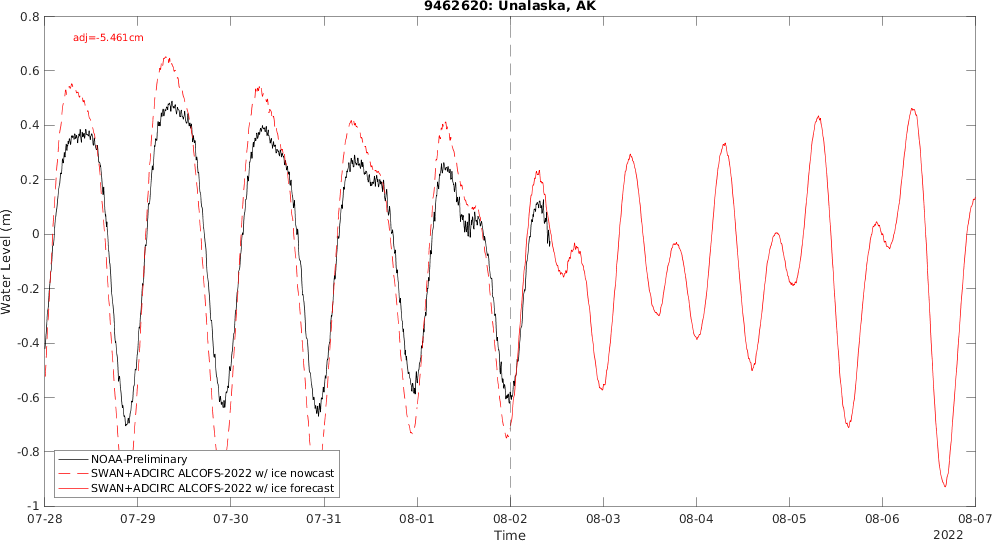 9462620: Unalaska, AK
adj=-5.461cm
0.8
0.6
0.4
0.2
0
-0.2
-0.4
-0.6
-0.8
-1
Water Level (m)
NOAA-Preliminary
SWAN+ADCIRC ALCOFS-2022 w/ ice nowcast
SWAN+ADCIRC ALCOFS-2022 w/ ice forecast
07-28 07-29 07-30 07-31 08-01 08-02 08-03 08-04 08-05 08-06 08-07
Time
2022